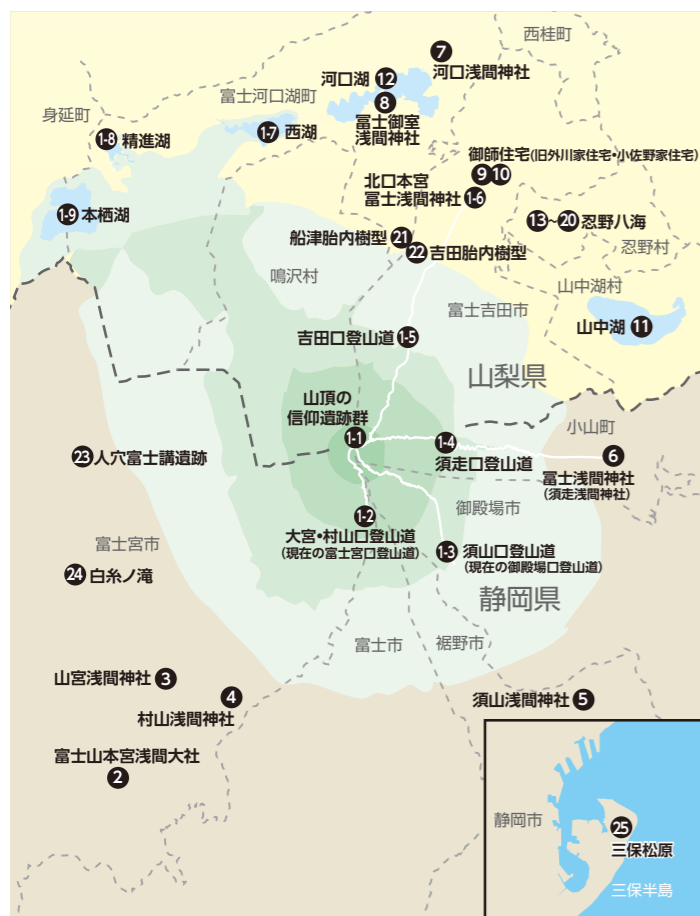 西桂町
7
河口浅間神社
河口湖 12
8
富士御室
浅間神社
富士河口湖町
身延町
1-8 精進湖
1-7 西湖
御師住宅(旧外川家住宅・小佐野家住宅)
9 10
北口本宮
富士浅間神社 1-6
1-9 本栖湖
13~20 忍野八海
忍野村
船津胎内樹型 21
22 吉田胎内樹型
鳴沢村
山中湖村
富士吉田市
山中湖 11
吉田口登山道 1-5
山梨県
山頂の
信仰遺跡群
1-1
小山町
1-4
須走口登山道
6
富士浅間神社
(須走浅間神社)
23 人穴富士講遺跡
御殿場市
1-2
大宮・村山口登山道
(現在の富士宮口登山道)
1-3 須山口登山道
(現在の御殿場口登山道)
富士宮市
24 白糸ノ滝
静岡県
富士市
裾野市
山宮浅間神社 3
4
村山浅間神社
須山浅間神社 5
富士山本宮浅間大社
2
静岡市
25
三保松原
三保半島